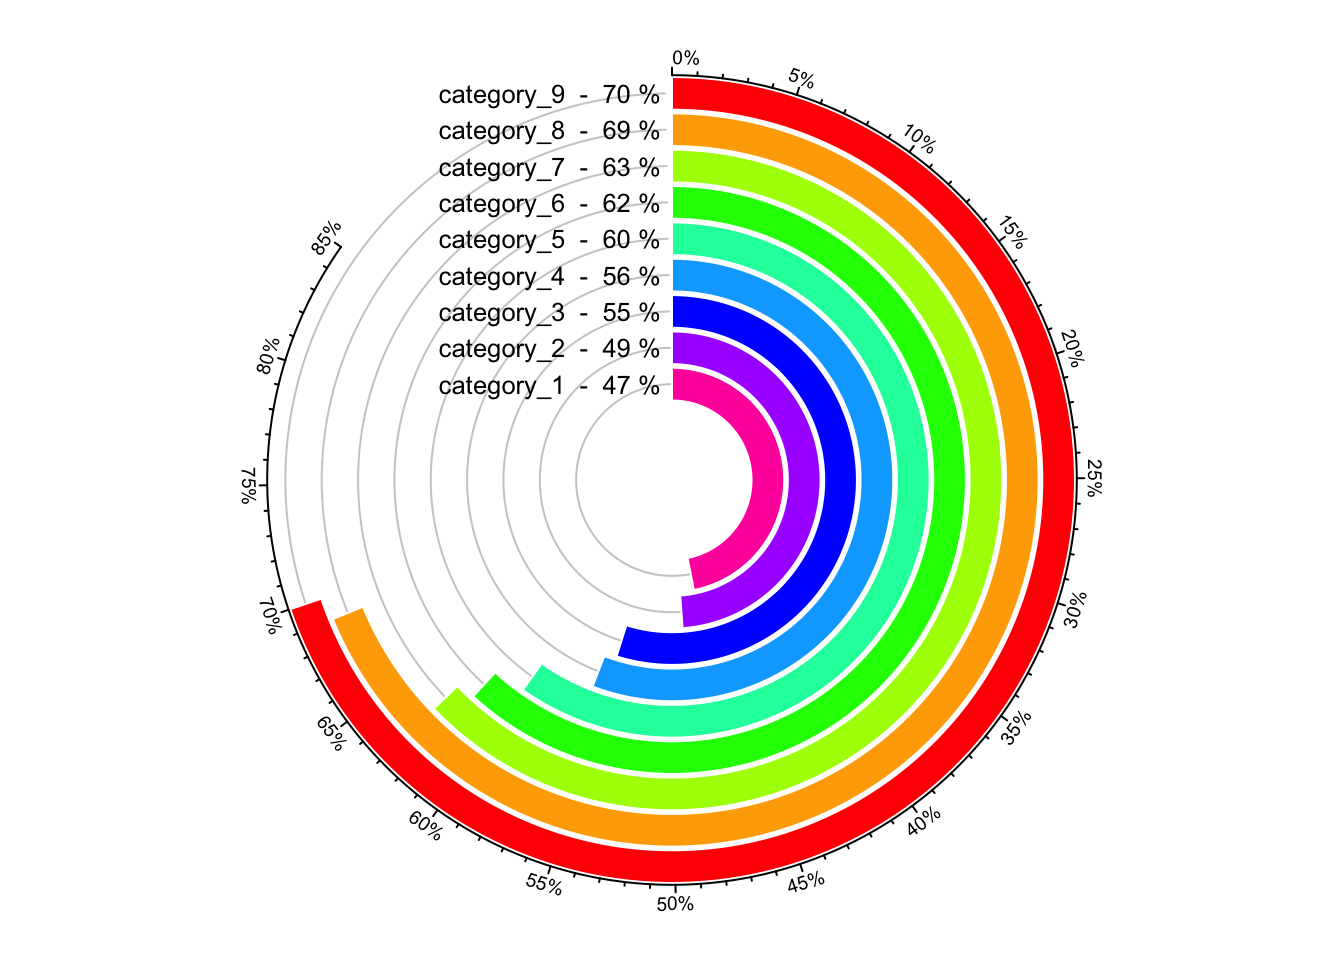 category_9 - 70 %
category_8 - 69 %
category_7 - 63 %
category_6 - 62 %
category_5 - 60 %
category_4 - 56 %
category_3 - 55 %
category_2 - 49 %
category_1 - 47 %
0%
5%
10%
15%
20%
25%
30%
35%
40%
45%
50%
55%
60%
65%
70%
75%
80%
85%